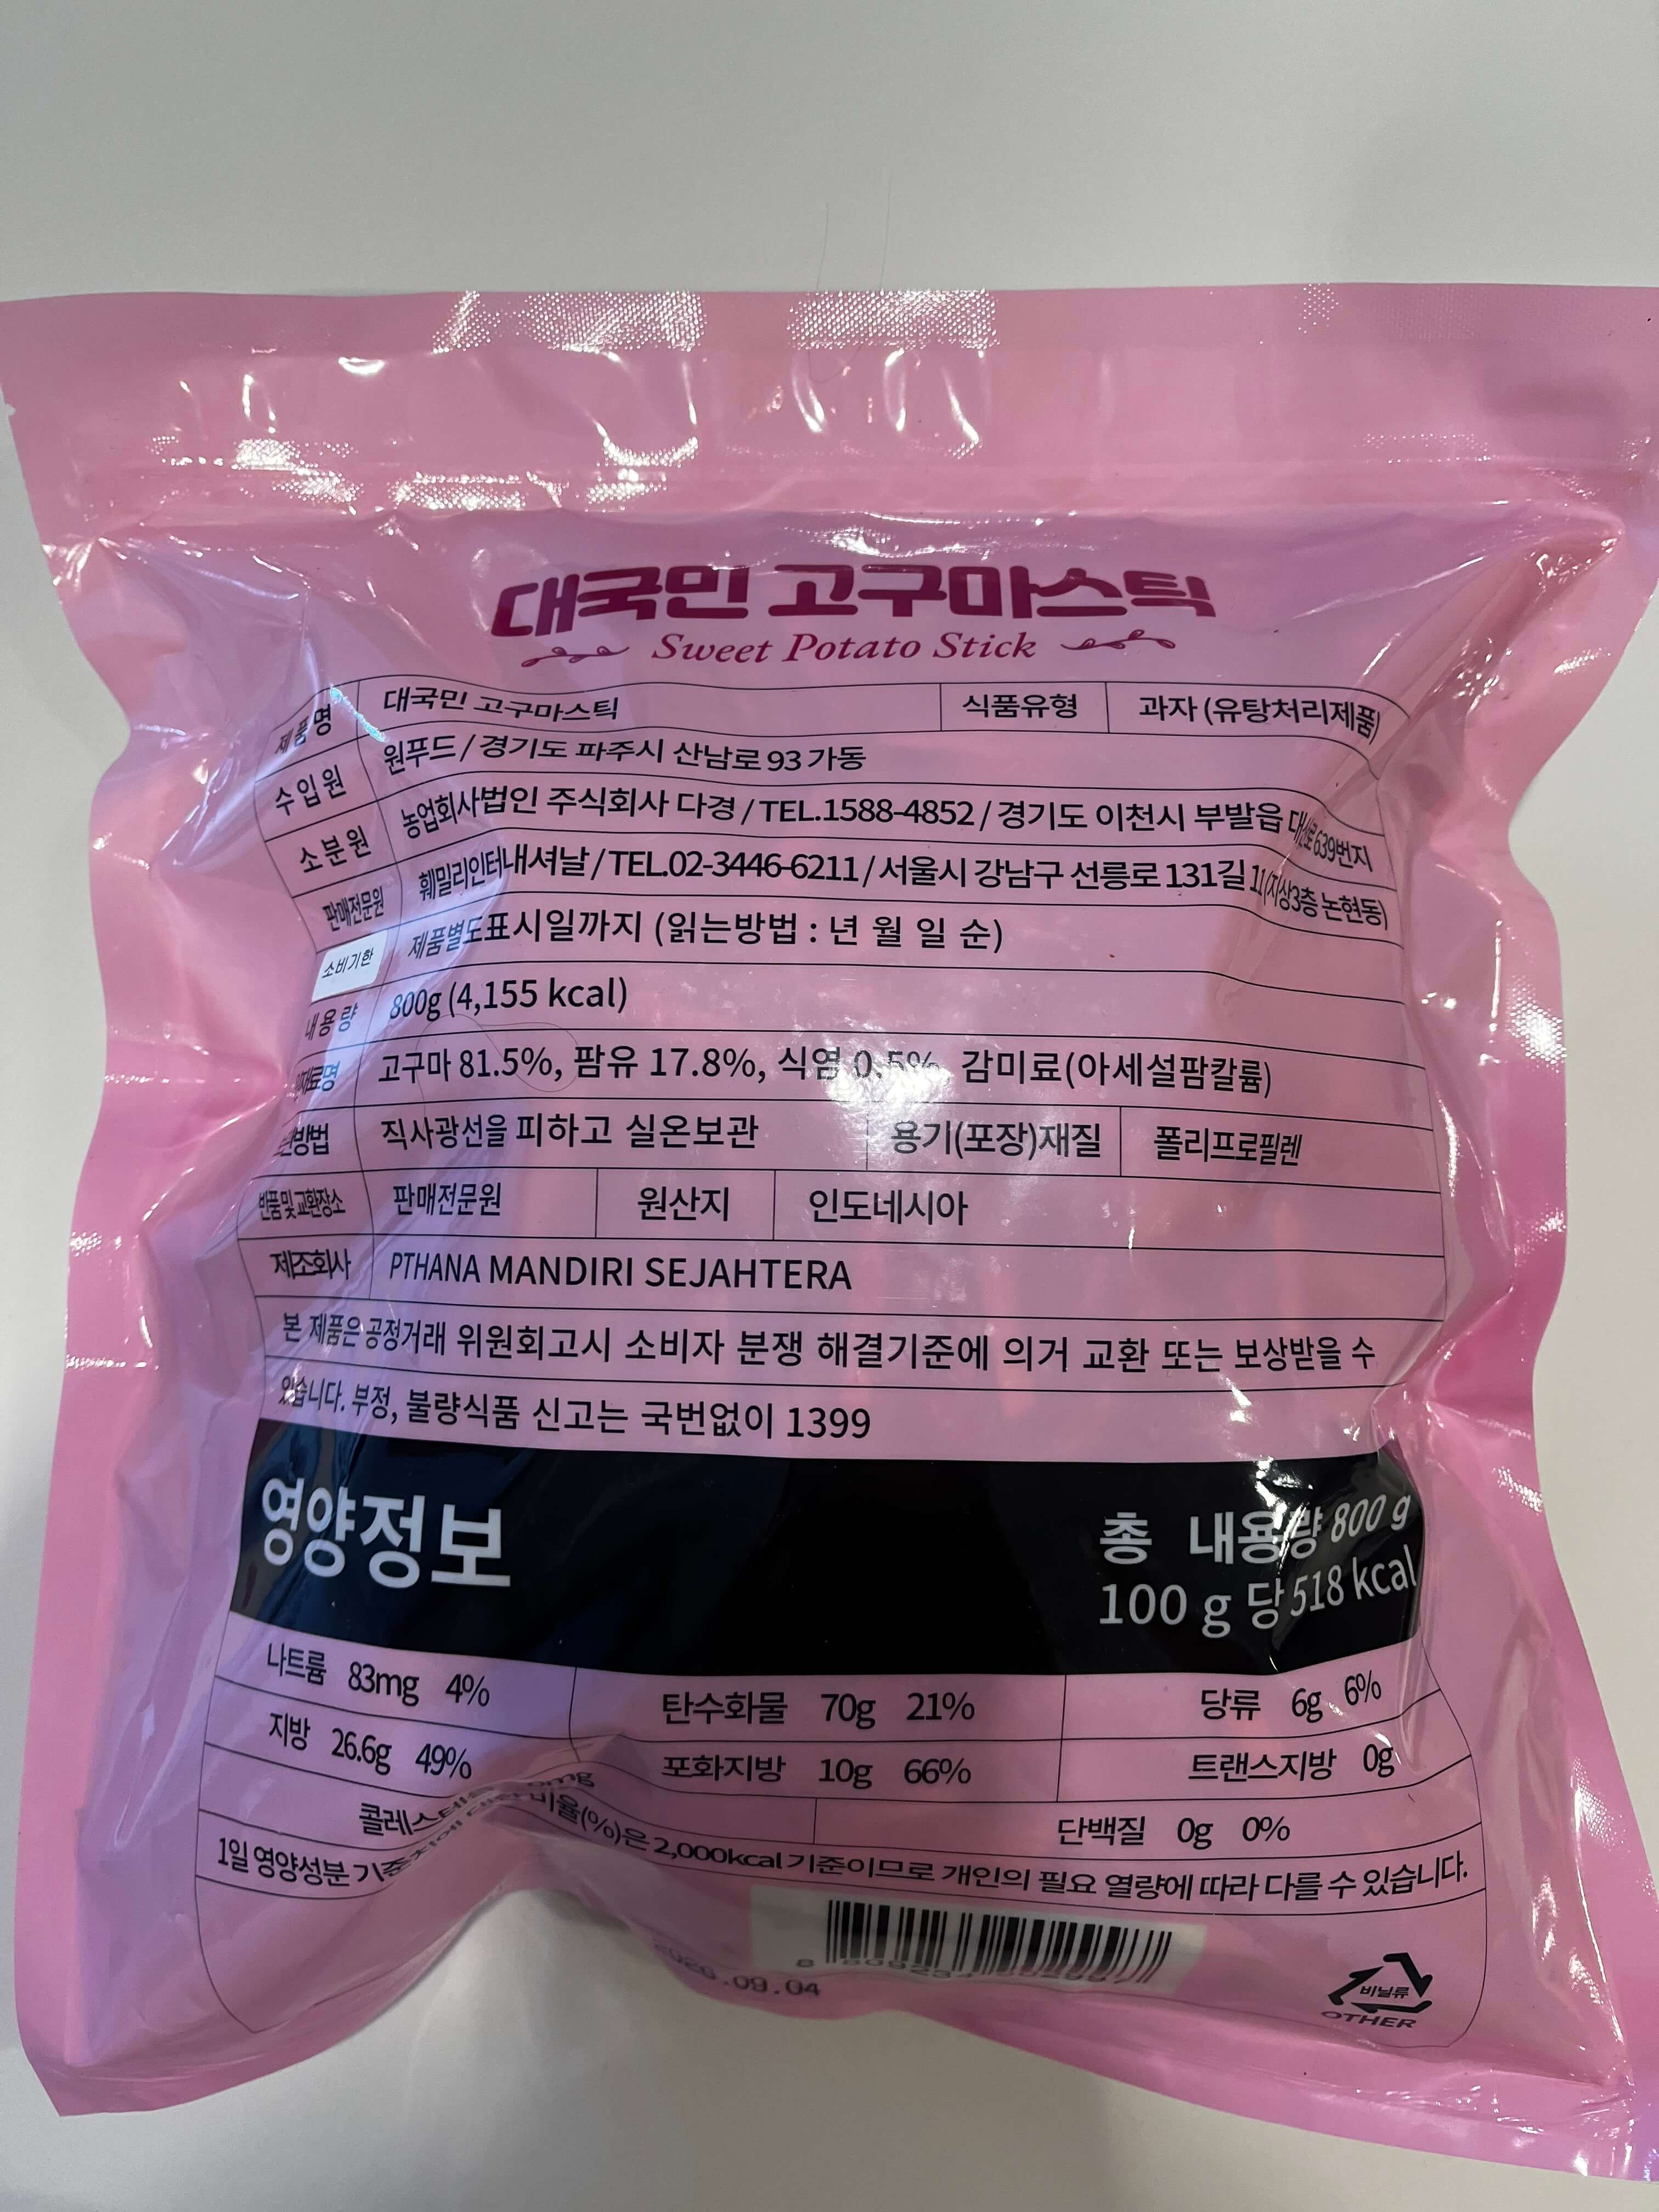 대국민 고구마스틱
Sweet Potato Stick
제품명 대국민 고구마스틱 식품유형 과자 (유탕처리제품)
수입원 원푸드 / 경기도 파주시 산남로 93 가동
소분원 농업회사법인 주식회사 다경 / TEL.1588-4852 / 경기도 이천시 부발읍 639번지
판매전문원 훼밀리인터내셔날 / TEL.02-3446-6211 / 서울시 강남구 선릉로 131길 11(지상3층 논현동)
소비기한 제품별도표시일까지 (읽는방법 : 년 월 일 순)
내용량 800g (4,155 kcal)
고구마 81.5%, 팜유 17.8%, 식염 0.5%, 감미료(아세설팜칼륨)
직사광선을 피하고 실온보관 용기(포장)재질 폴리프로필렌
반품 및 교환장소 판매전문원 원산지 인도네시아
제조회사 PTHANA MANDIRI SEJAHTERA
본 제품은 공정거래 위원회고시 소비자 분쟁 해결기준에 의거 교환 또는 보상받을 수
있습니다. 부정, 불량식품 신고는 국번없이 1399
영양정보
총 내용량 800 g
100 g 당 518 kcal
나트륨 83mg 4% 탄수화물 70g 21% 당류 6g 6%
지방 26.6g 49% 포화지방 10g 66% 트랜스지방 0g
단백질 0g 0%
1일 영양성분 비율(%)은 2,000kcal 기준이므로 개인의 필요 열량에 따라 다를 수 있습니다.
비닐류
OTHER